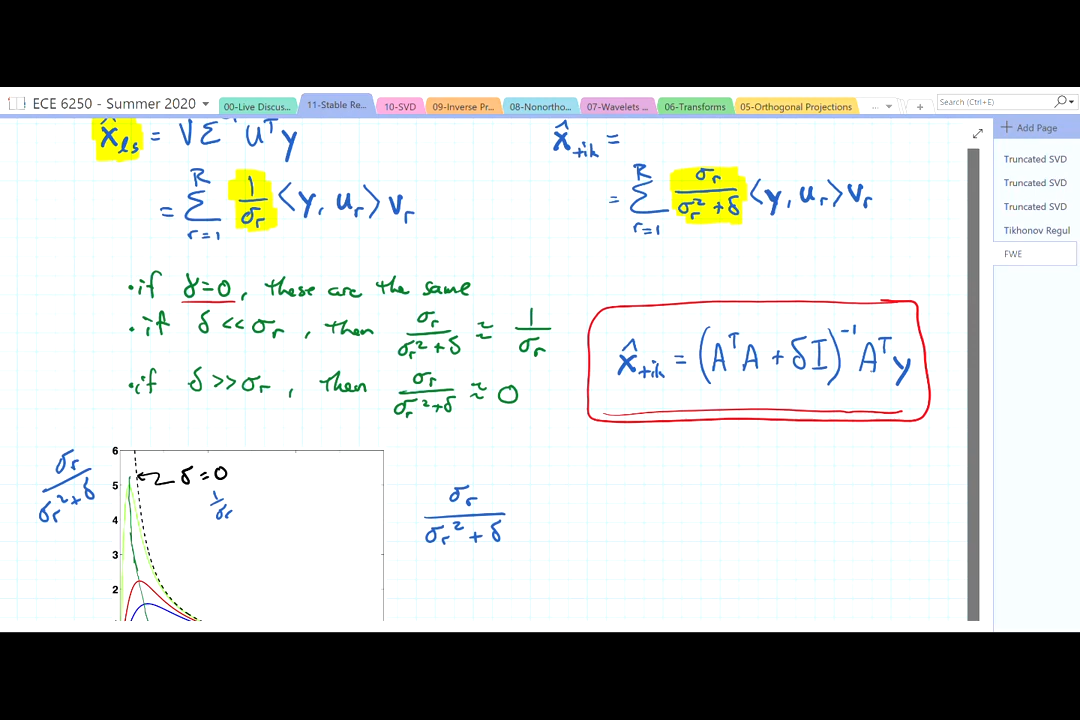 ECE 6250 - Summer 2020
00-Live Discus...
11-Stable Re...
10-SVD
09-Inverse Pr...
08-Nonortho...
07-Wavelets ...
06-Transforms
05-Orthogonal Projections
...
Search (Ctrl+E)
Add Page
Truncated SVD
Truncated SVD
Truncated SVD
Tikhonov Regul
FWE
x̂_ls = VΣ⁻¹Uᵀy
= Σ_{r=1}^{R} 1/σ_r ⟨y, u_r⟩ v_r
x̂_tik =
= Σ_{r=1}^{R} σ_r/(σ_r² + δ) ⟨y, u_r⟩ v_r
· if δ=0, these are the same
· if δ << σ_r, then σ_r/(σ_r² + δ) ≈ 1/σ_r
· if δ >> σ_r, then σ_r/(σ_r² + δ) ≈ 0
x̂_tik = (AᵀA + δI)⁻¹ Aᵀy
σ_r/(σ_r² + δ)
6
5
4
3
2
δ = 0
1/σ_r
σ_r/(σ_r² + δ)